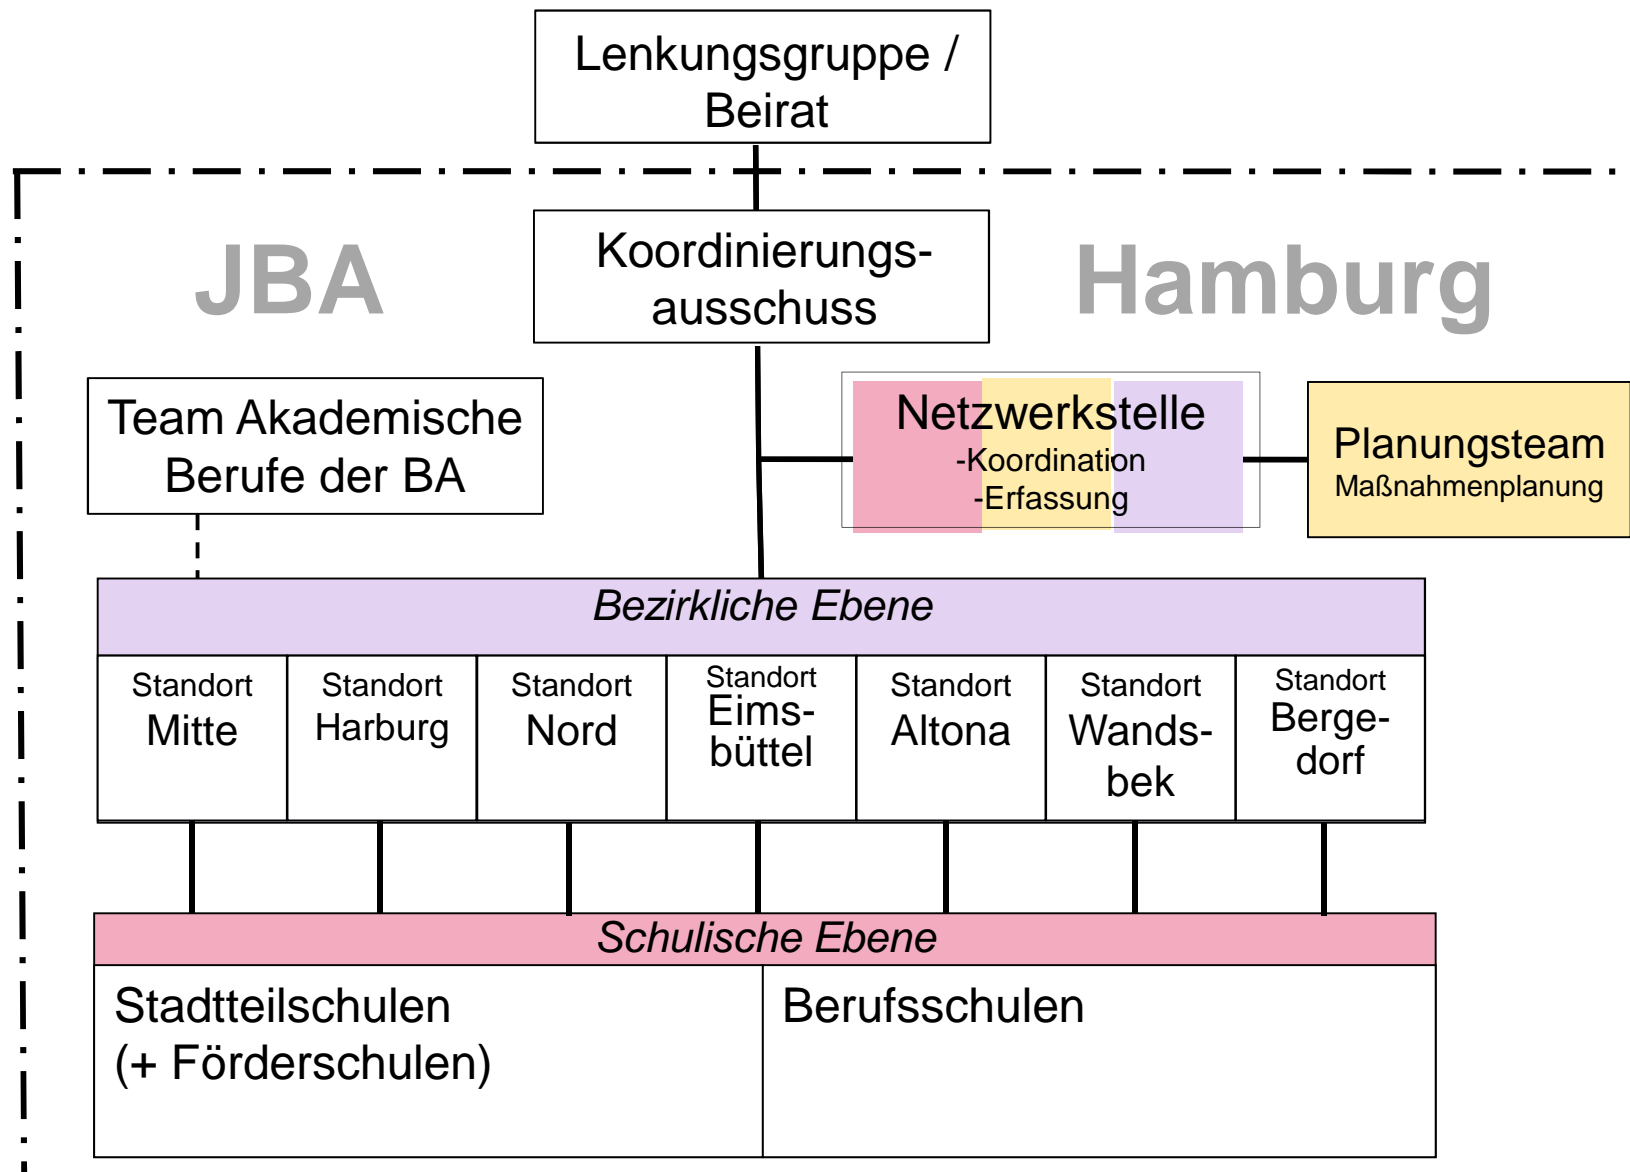 Lenkungsgruppe /
Beirat
JBA
Koordinierungs-
ausschuss
Hamburg
Team Akademische
Berufe der BA
Netzwerkstelle
-Koordination
-Erfassung
Planungsteam
Maßnahmenplanung
Bezirkliche Ebene
Standort
Mitte
Standort
Harburg
Standort
Nord
Standort
Eims-
büttel
Standort
Altona
Standort
Wands-
bek
Standort
Berge-
dorf
Schulische Ebene
Stadtteilschulen
(+ Förderschulen)
Berufsschulen